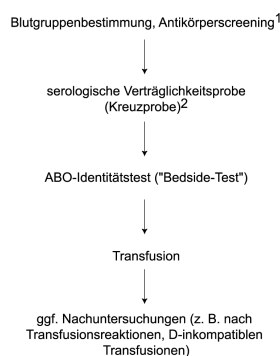 Blutgruppenbestimmung, Antikörperscreening1
serologische Verträglichkeitsprobe
(Kreuzprobe)2
ABO-Identitätstest ("Bedside-Test")
Transfusion
ggf. Nachuntersuchungen (z. B. nach
Transfusionsreaktionen, D-inkompatiblen
Transfusionen)